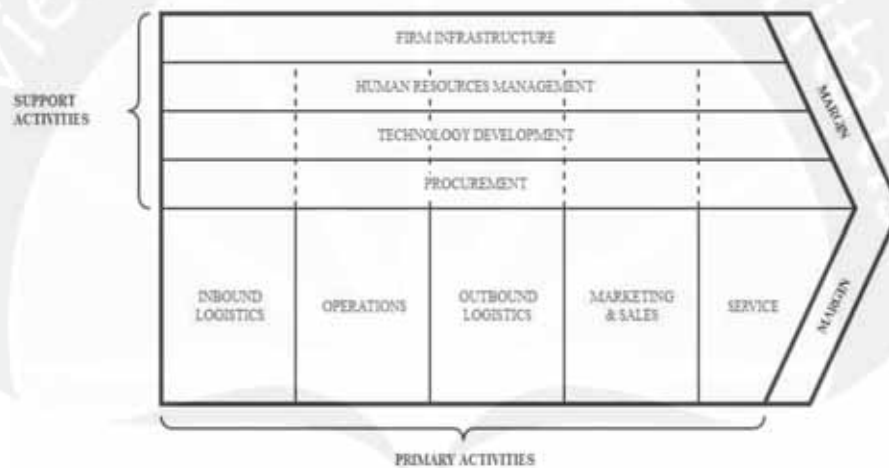 FIRM INFRASTRUCTURE
HUMAN RESOURCES MANAGEMENT
SUPPORT
ACTIVITIES
TECHNOLOGY DEVELOPMENT
PROCUREMENT
MARGIN
INBOUND
LOGISTICS
OPERATIONS
OUTBOUND
LOGISTICS
MARKETING
& SALES
SERVICE
MARGIN
PRIMARY ACTIVITIES